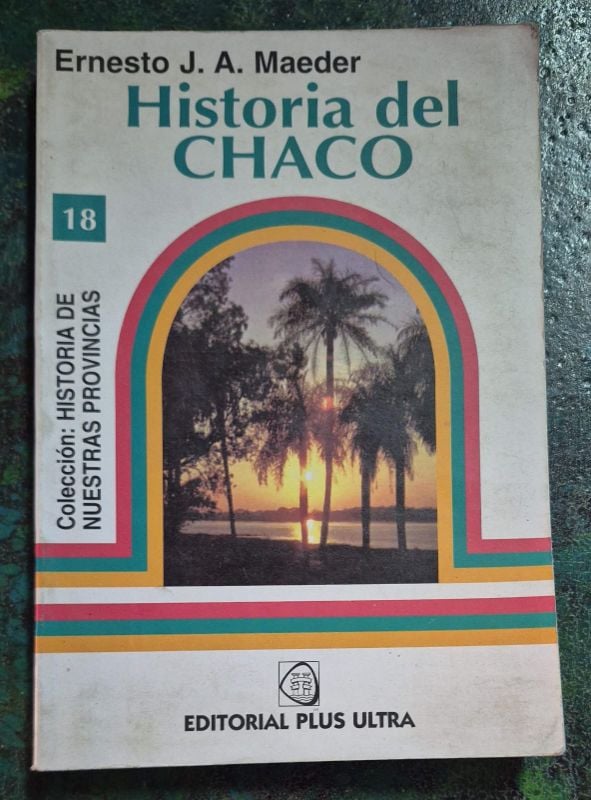 Ernesto J. A. Maeder
Historia del
CHACO
18
Colección: HISTORIA DE
NUESTRAS PROVINCIAS
EDITORIAL PLUS ULTRA